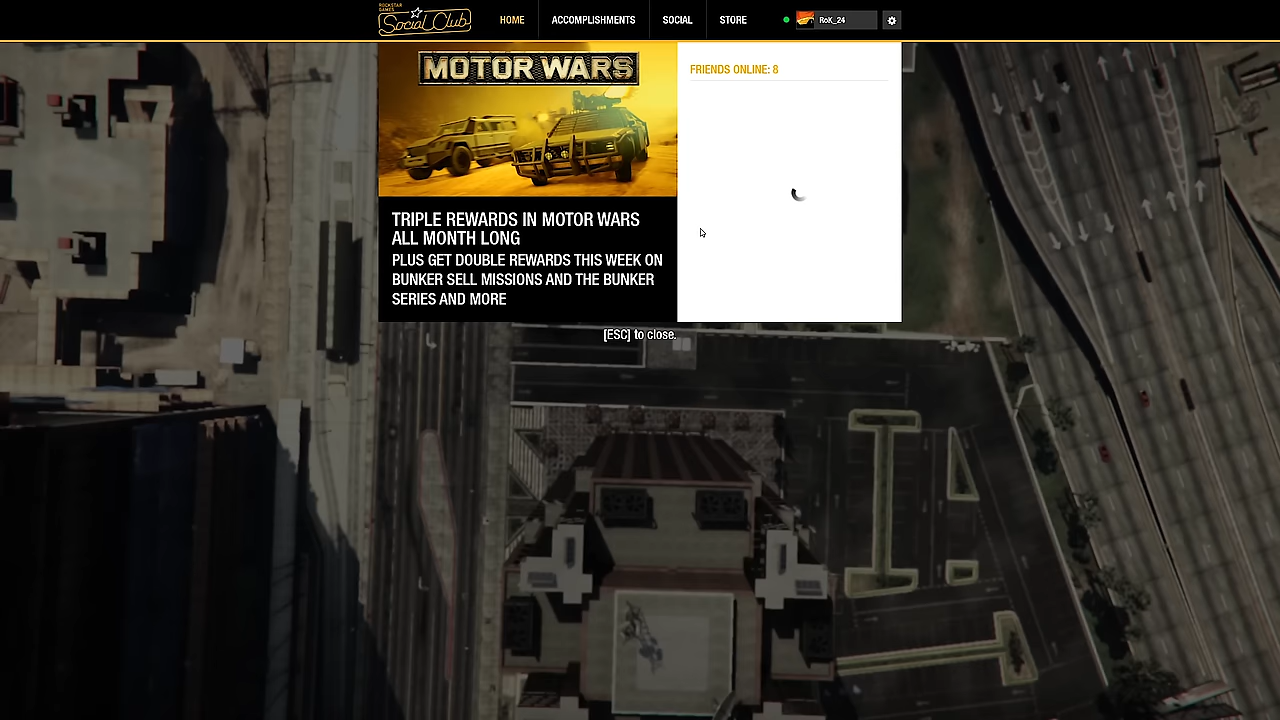 ROCKSTAR
GAMES
Social Club
HOME
ACCOMPLISHMENTS
SOCIAL
STORE
RoK_24
MOTOR WARS
FRIENDS ONLINE: 8
TRIPLE REWARDS IN MOTOR WARS
ALL MONTH LONG
PLUS GET DOUBLE REWARDS THIS WEEK ON
BUNKER SELL MISSIONS AND THE BUNKER
SERIES AND MORE
[ESC] to close.